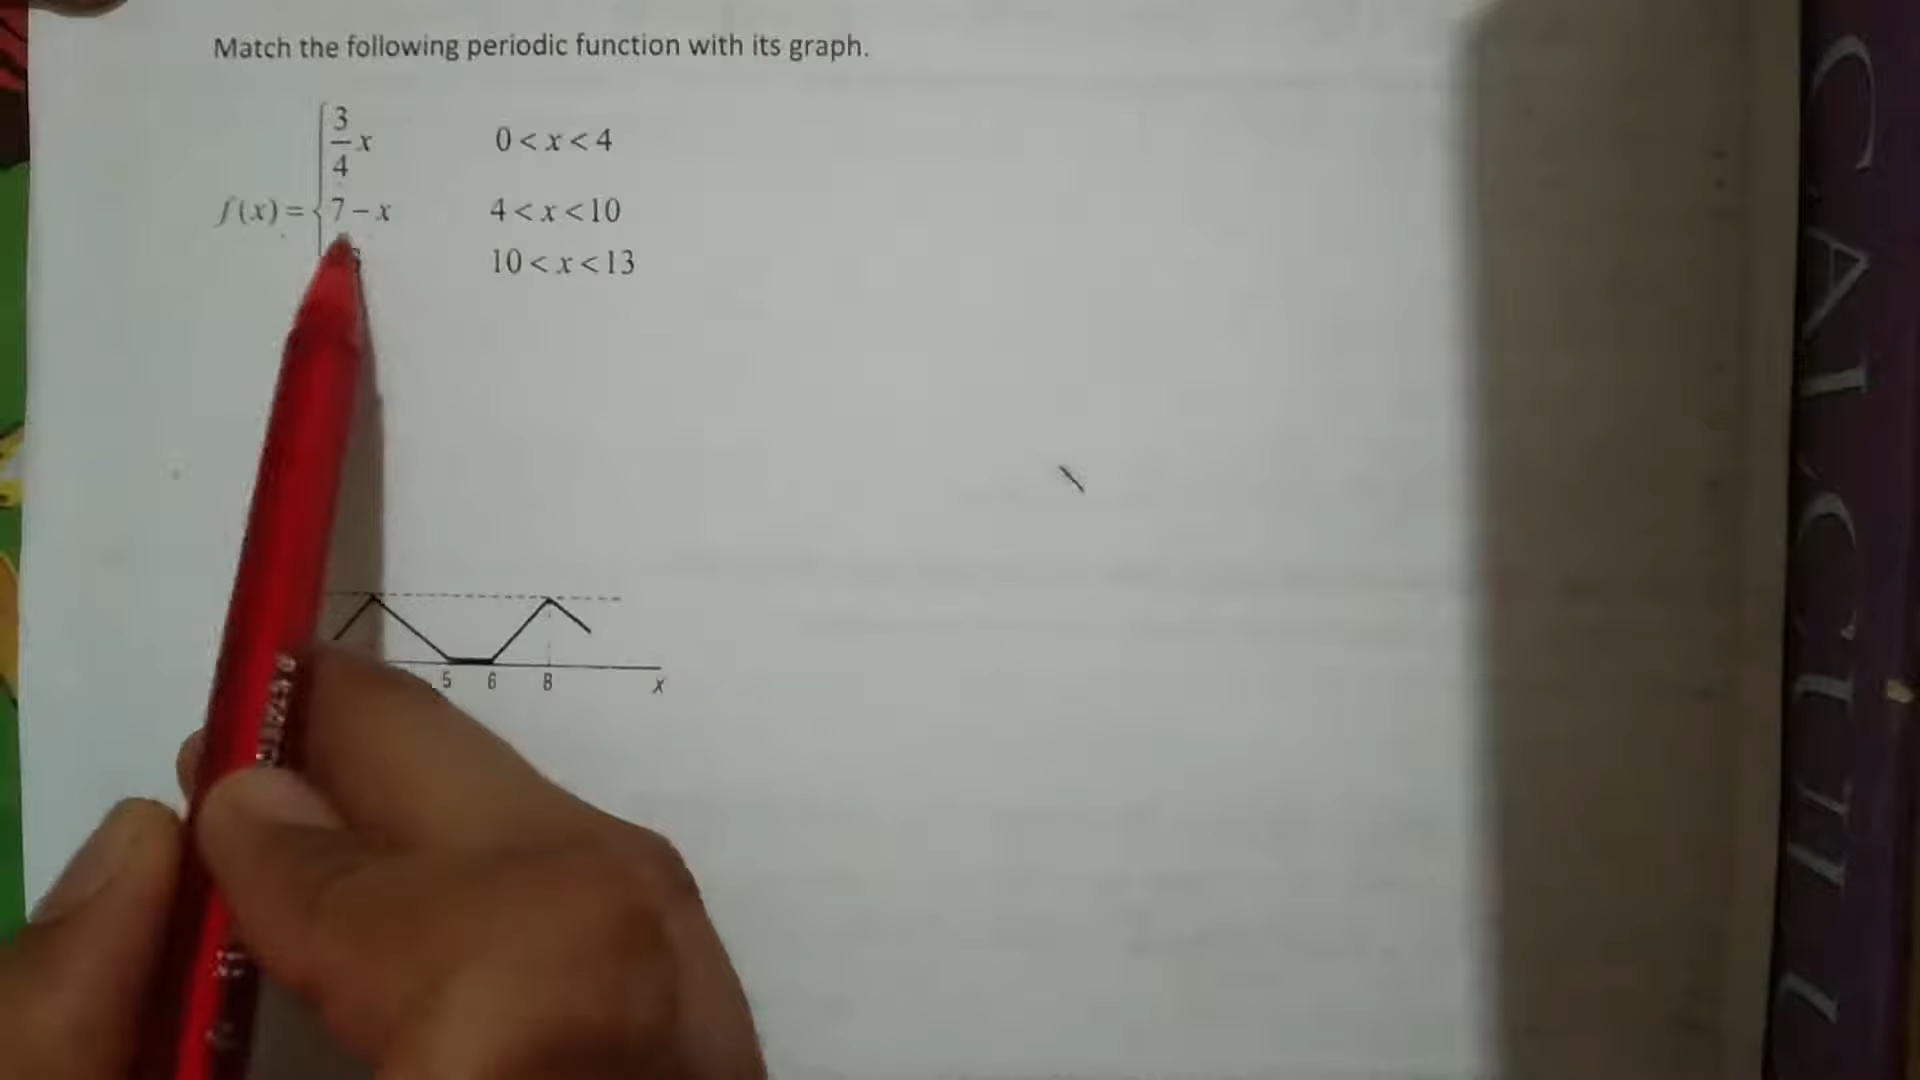 Match the following periodic function with its graph.
3
—x 0 < x < 4
4
f(x) = { 7 − x 4 < x < 10
10 < x < 13
5 6 8 x
CALCUL